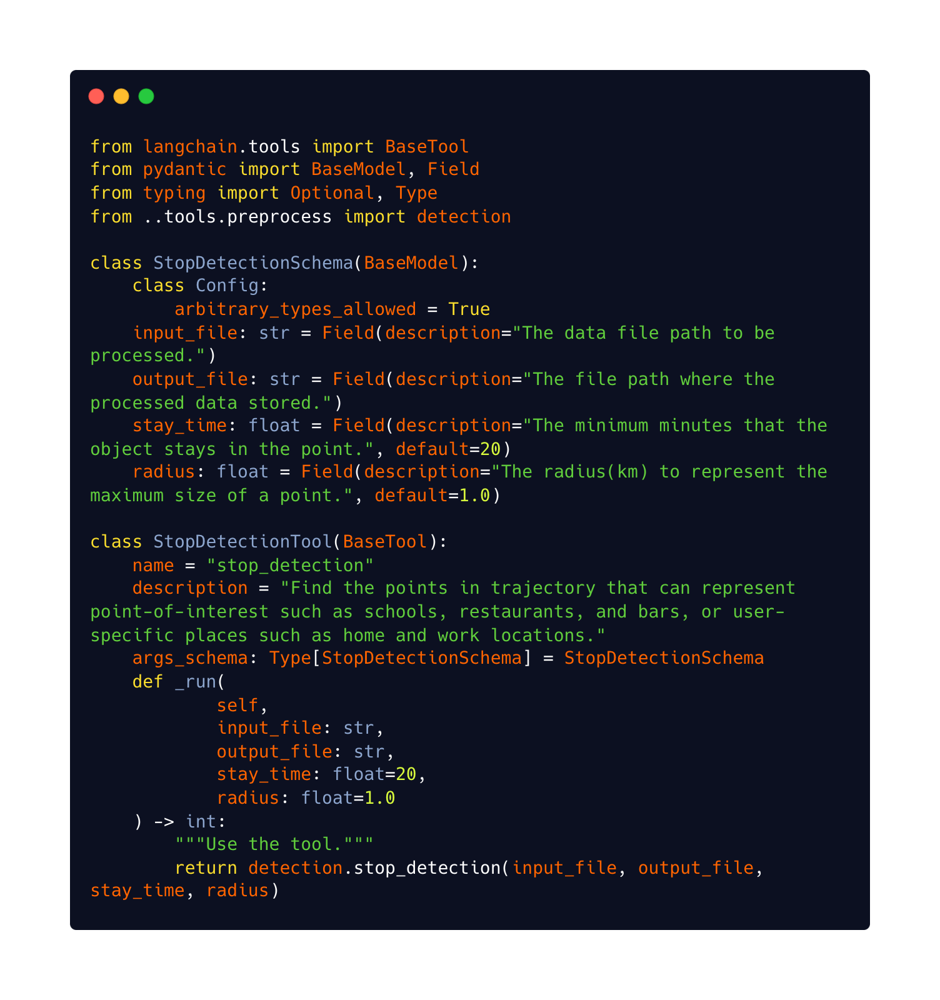 from langchain.tools import BaseTool
from pydantic import BaseModel, Field
from typing import Optional, Type
from ..tools.preprocess import detection

class StopDetectionSchema(BaseModel):
    class Config:
        arbitrary_types_allowed = True
    input_file: str = Field(description="The data file path to be
processed.")
    output_file: str = Field(description="The file path where the
processed data stored.")
    stay_time: float = Field(description="The minimum minutes that the
object stays in the point.", default=20)
    radius: float = Field(description="The radius(km) to represent the
maximum size of a point.", default=1.0)

class StopDetectionTool(BaseTool):
    name = "stop_detection"
    description = "Find the points in trajectory that can represent
point-of-interest such as schools, restaurants, and bars, or user-
specific places such as home and work locations."
    args_schema: Type[StopDetectionSchema] = StopDetectionSchema
    def _run(
            self,
            input_file: str,
            output_file: str,
            stay_time: float=20,
            radius: float=1.0
    ) -> int:
        """Use the tool."""
        return detection.stop_detection(input_file, output_file,
stay_time, radius)